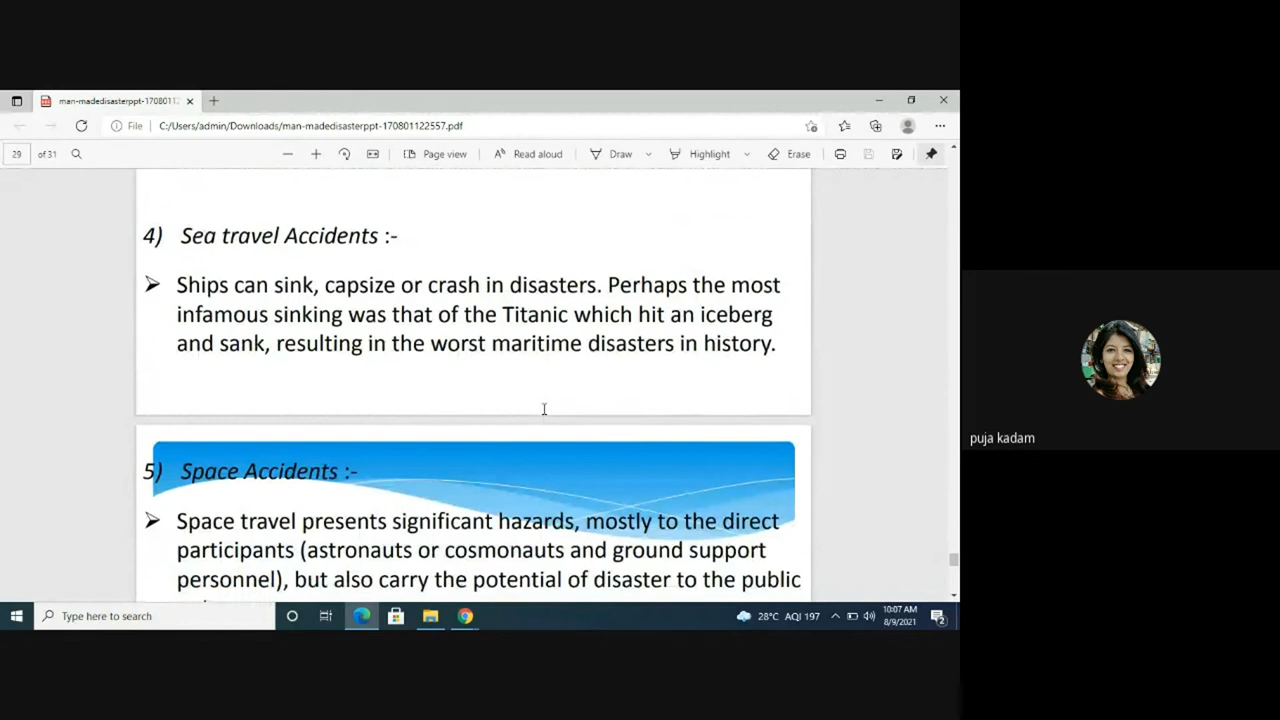 man-madedisasterppt-1708011
File C:/Users/admin/Downloads/man-madedisasterppt-170801122557.pdf
29 of 31 Page view Read aloud Draw Highlight Erase
4) Sea travel Accidents :-
➢ Ships can sink, capsize or crash in disasters. Perhaps the most
infamous sinking was that of the Titanic which hit an iceberg
and sank, resulting in the worst maritime disasters in history.
5) Space Accidents :-
➢ Space travel presents significant hazards, mostly to the direct
participants (astronauts or cosmonauts and ground support
personnel), but also carry the potential of disaster to the public
puja kadam
Type here to search
28°C AQI 197
10:07 AM
8/9/2021
2